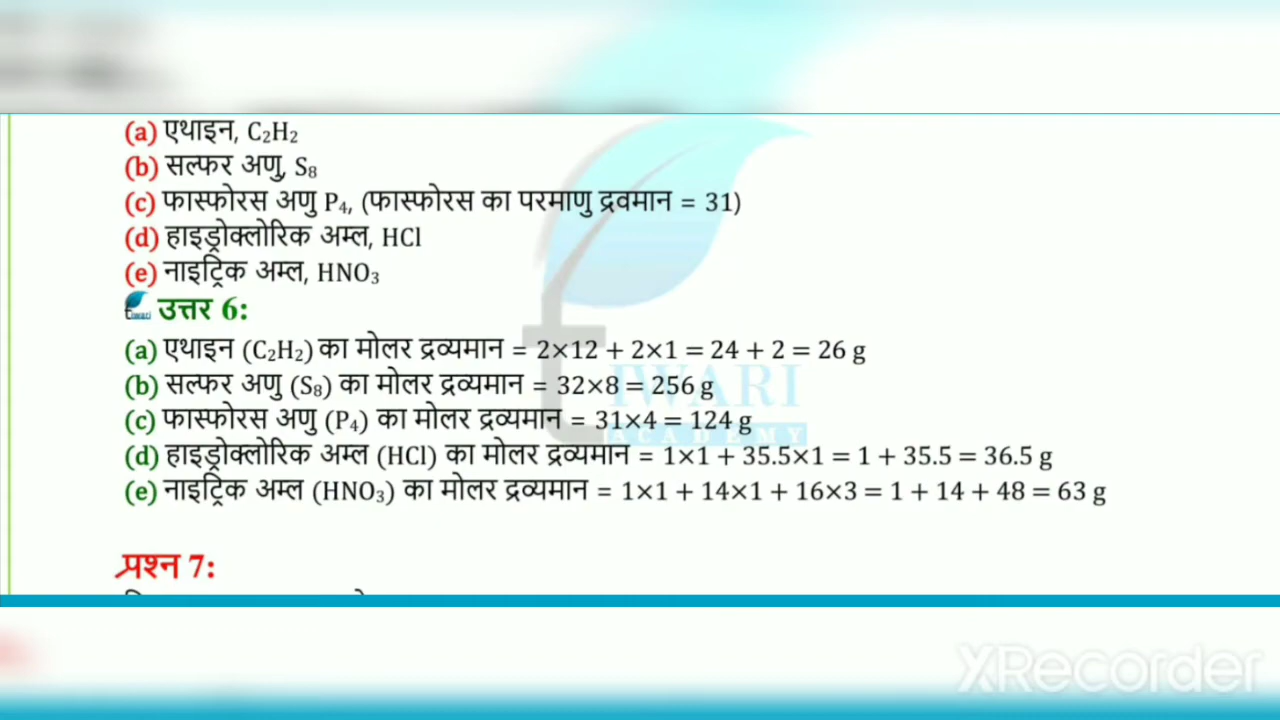 (a) एथाइन, C₂H₂
(b) सल्फर अणु, S₈
(c) फास्फोरस अणु P₄, (फास्फोरस का परमाणु द्रवमान = 31)
(d) हाइड्रोक्लोरिक अम्ल, HCl
(e) नाइट्रिक अम्ल, HNO₃
उत्तर 6:
(a) एथाइन (C₂H₂) का मोलर द्रव्यमान = 2×12 + 2×1 = 24 + 2 = 26 g
(b) सल्फर अणु (S₈) का मोलर द्रव्यमान = 32×8 = 256 g
(c) फास्फोरस अणु (P₄) का मोलर द्रव्यमान = 31×4 = 124 g
(d) हाइड्रोक्लोरिक अम्ल (HCl) का मोलर द्रव्यमान = 1×1 + 35.5×1 = 1 + 35.5 = 36.5 g
(e) नाइट्रिक अम्ल (HNO₃) का मोलर द्रव्यमान = 1×1 + 14×1 + 16×3 = 1 + 14 + 48 = 63 g
TIWARI
ACADEMY
प्रश्न 7:
XRecorder